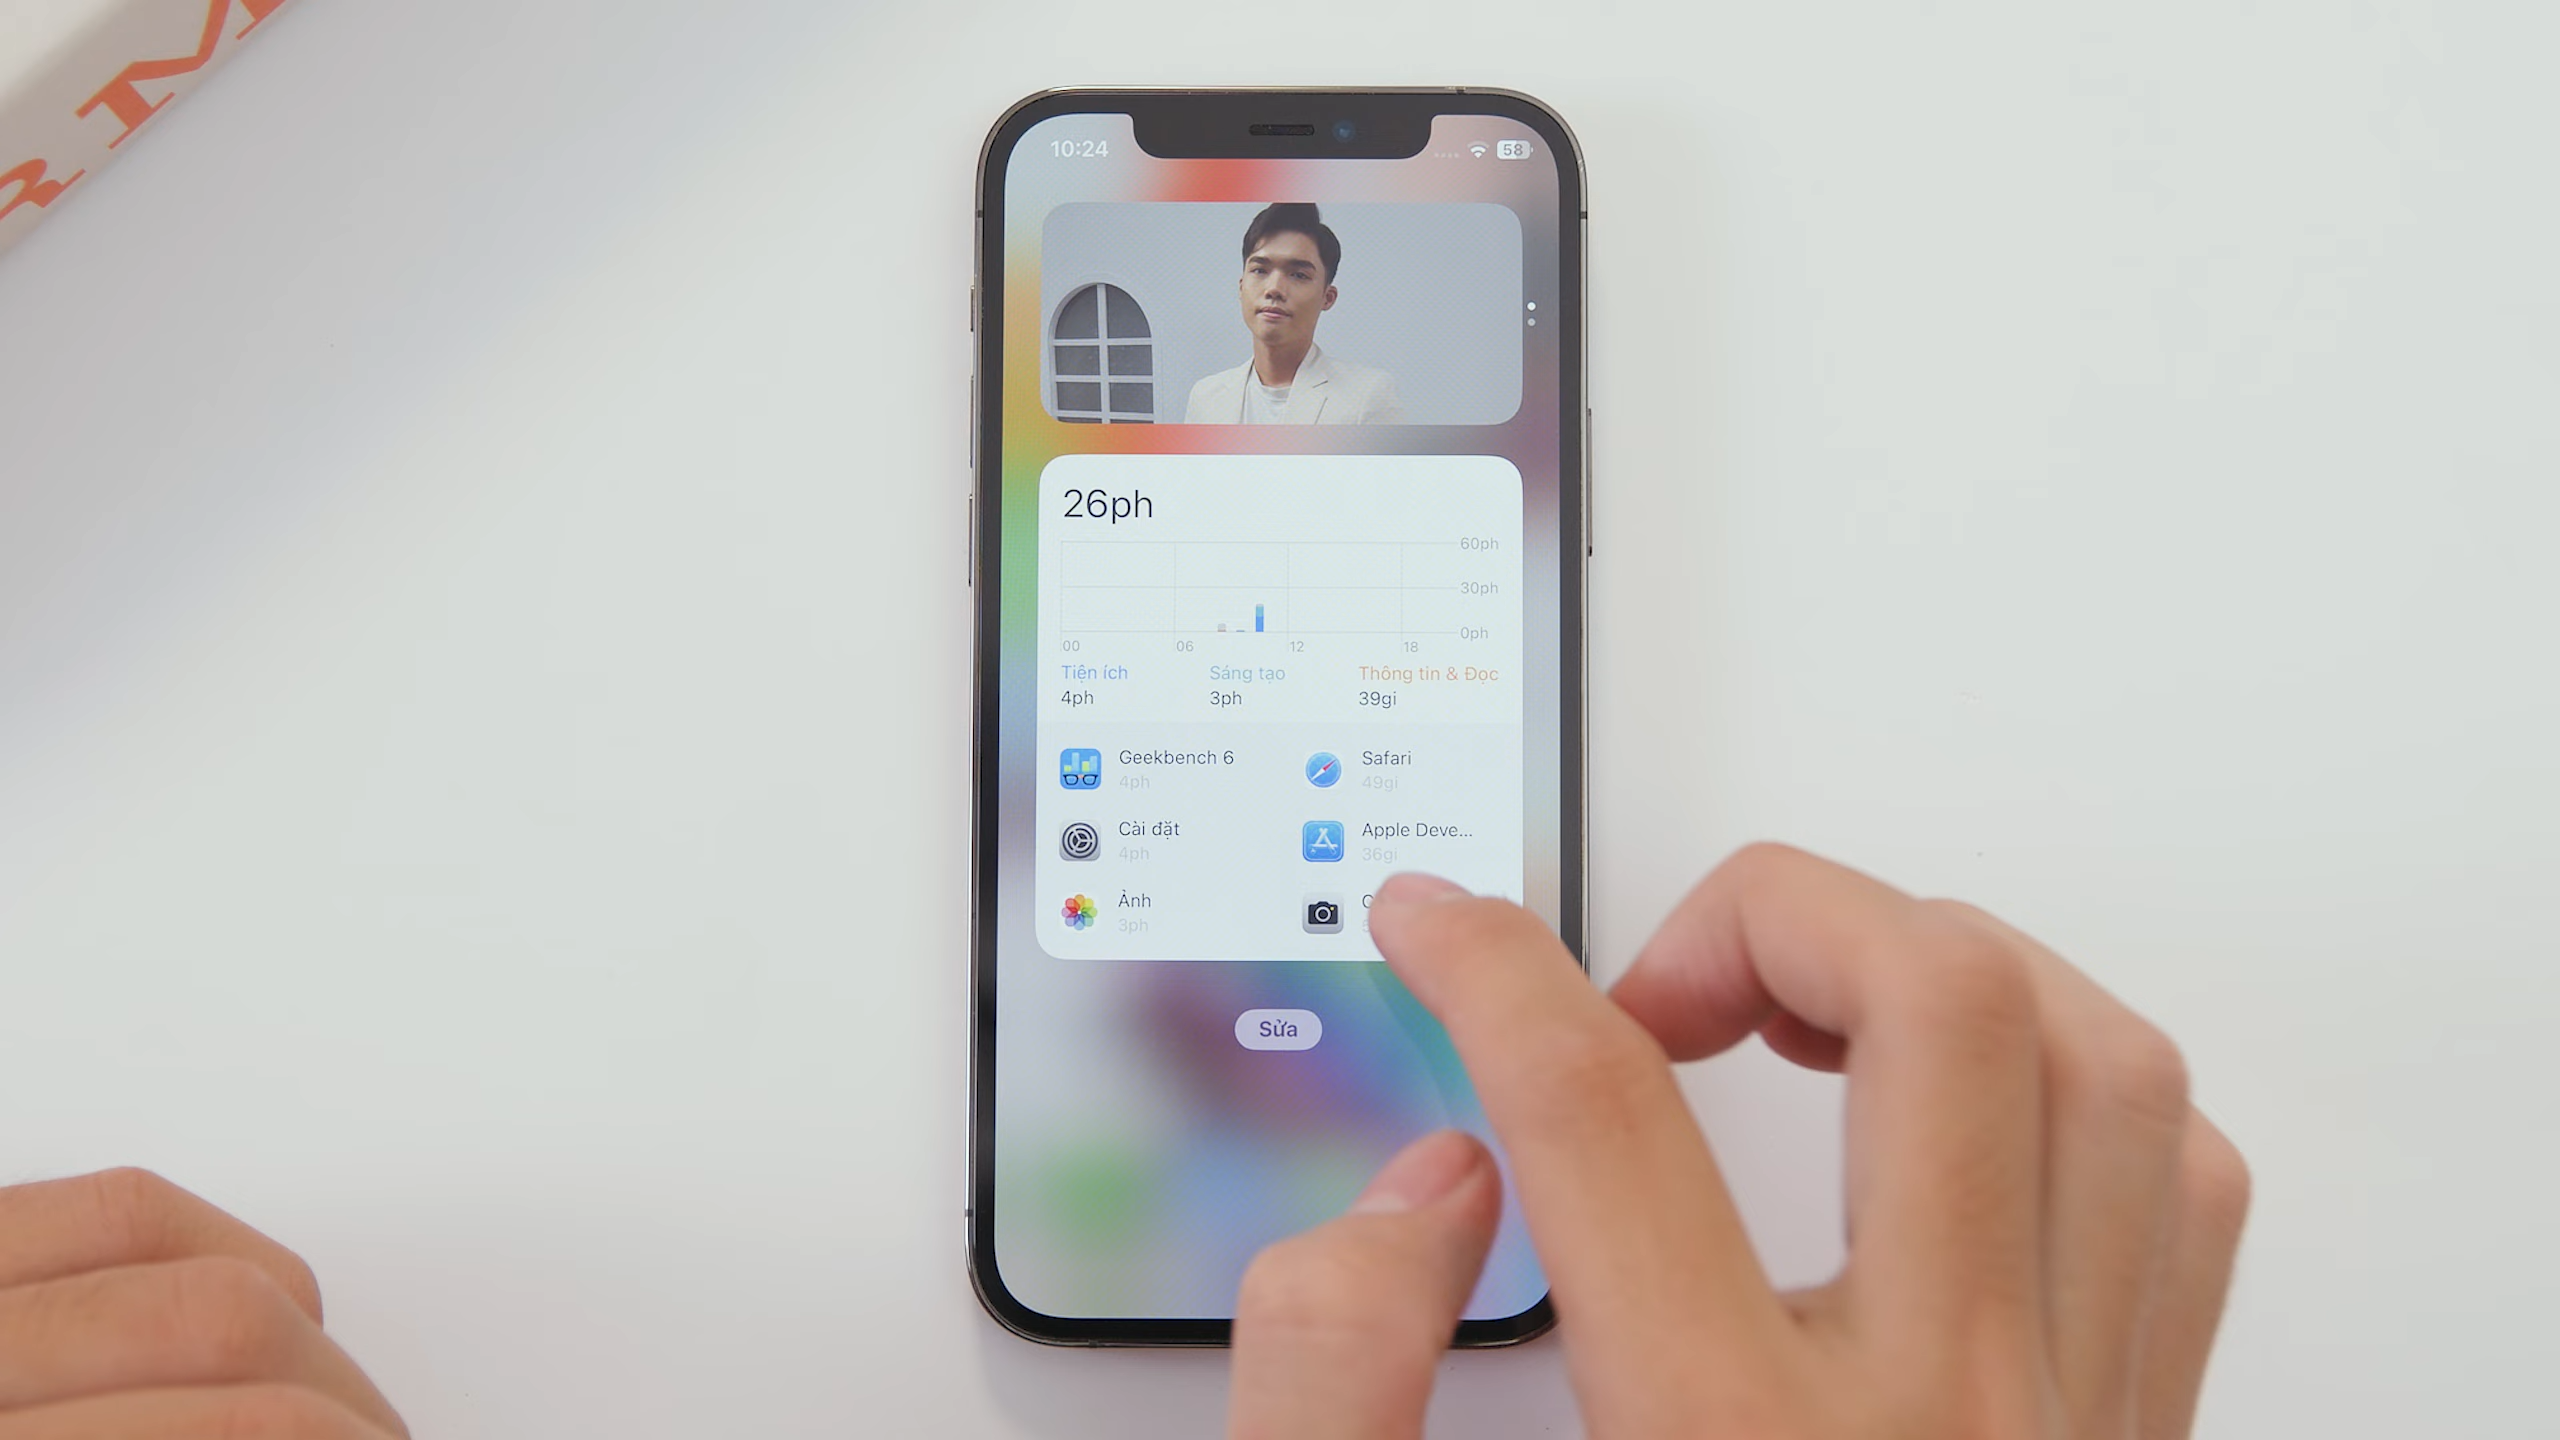 R M
10:24
58
26ph
60ph
30ph
0ph
00 06 12 18
Tiện ích Sáng tạo Thông tin & Đọc
4ph 3ph 39gi
Geekbench 6 Safari
4ph 49gi
Cài đặt Apple Deve...
4ph 36gi
Ảnh
3ph
Sửa